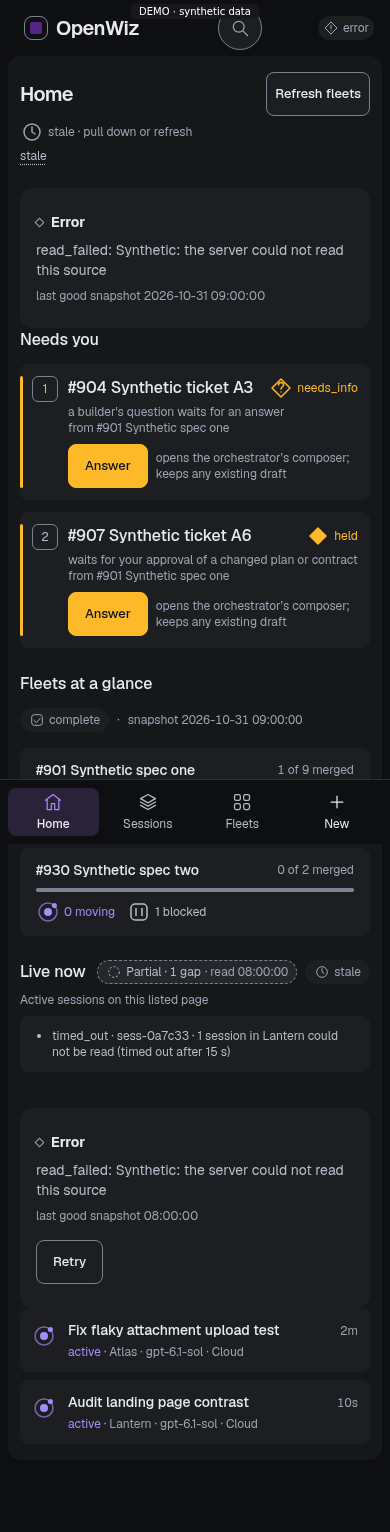 DEMO · synthetic data
OpenWiz
error
Home
Refresh fleets
stale · pull down or refresh
stale
Error
read_failed: Synthetic: the server could not read
this source
last good snapshot 2026-10-31 09:00:00
Needs you
1
#904 Synthetic ticket A3
needs_info
a builder's question waits for an answer
from #901 Synthetic spec one
Answer
opens the orchestrator's composer;
keeps any existing draft
2
#907 Synthetic ticket A6
held
waits for your approval of a changed plan or contract
from #901 Synthetic spec one
Answer
opens the orchestrator's composer;
keeps any existing draft
Fleets at a glance
complete · snapshot 2026-10-31 09:00:00
#901 Synthetic spec one
1 of 9 merged
Home
Sessions
Fleets
New
#930 Synthetic spec two
0 of 2 merged
0 moving
1 blocked
Live now
Partial · 1 gap · read 08:00:00
stale
Active sessions on this listed page
• timed_out · sess-0a7c33 · 1 session in Lantern could
not be read (timed out after 15 s)
Error
read_failed: Synthetic: the server could not read
this source
last good snapshot 08:00:00
Retry
Fix flaky attachment upload test
2m
active · Atlas · gpt-6.1-sol · Cloud
Audit landing page contrast
10s
active · Lantern · gpt-6.1-sol · Cloud